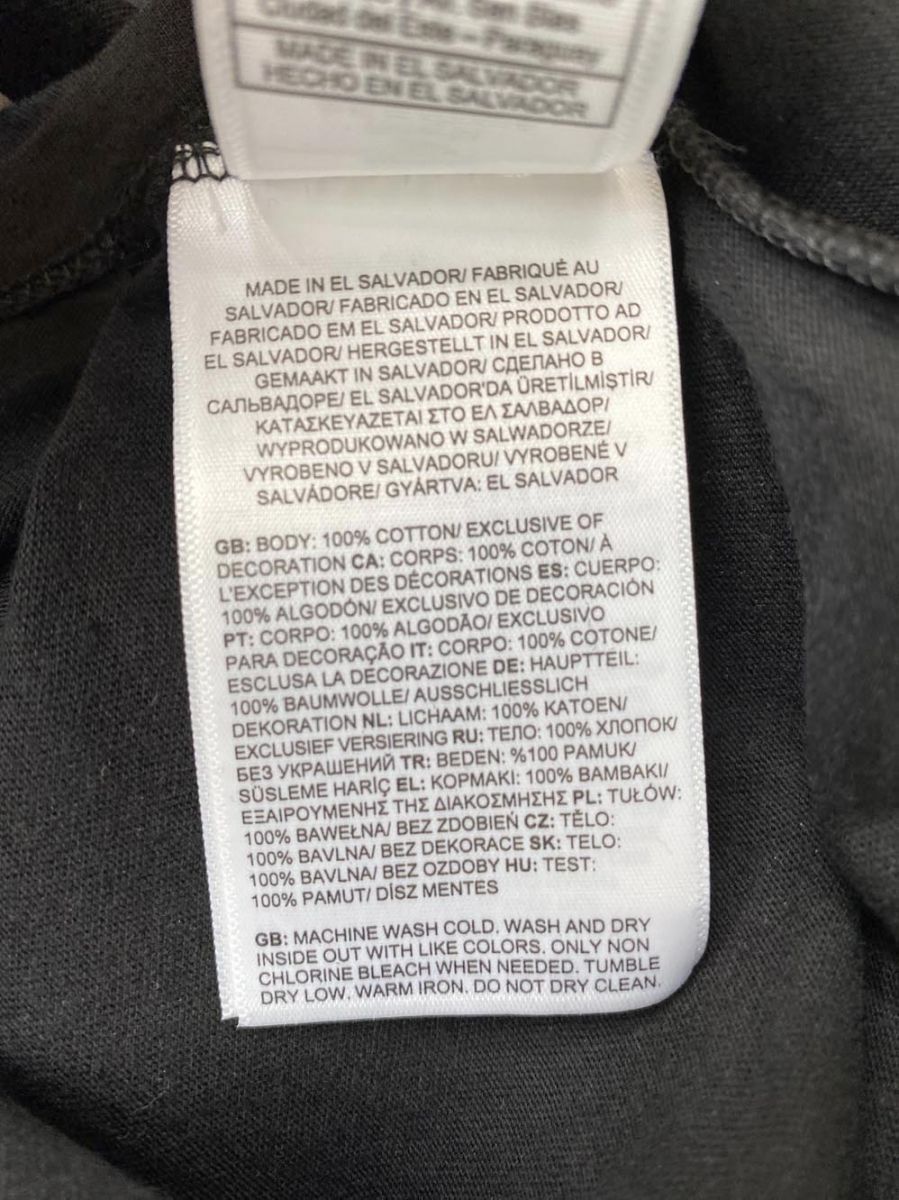 San Blas
Ciudad del Este – Paraguay
MADE IN EL SALVADOR
HECHO EN EL SALVADOR
MADE IN EL SALVADOR/ FABRIQUÉ AU
SALVADOR/ FABRICADO EN EL SALVADOR/
FABRICADO EM EL SALVADOR/ PRODOTTO AD
EL SALVADOR/ HERGESTELLT IN EL SALVADOR/
GEMAAKT IN SALVADOR/ СДЕЛАНО В
САЛЬВАДОРЕ/ EL SALVADOR'DA ÜRETİLMİŞTİR/
ΚΑΤΑΣΚΕΥΑΖΕΤΑΙ ΣΤΟ ΕΛ ΣΑΛΒΑΔΟΡ/
WYPRODUKOWANO W SALWADORZE/
VYROBENO V SALVADORU/ VYROBENÉ V
SALVÁDORE/ GYÁRTVA: EL SALVADOR
GB: BODY: 100% COTTON/ EXCLUSIVE OF
DECORATION CA: CORPS: 100% COTON/ À
L'EXCEPTION DES DÉCORATIONS ES: CUERPO:
100% ALGODÓN/ EXCLUSIVO DE DECORACIÓN
PT: CORPO: 100% ALGODÃO/ EXCLUSIVO
PARA DECORAÇÃO IT: CORPO: 100% COTONE/
ESCLUSA LA DECORAZIONE DE: HAUPTTEIL:
100% BAUMWOLLE/ AUSSCHLIESSLICH
DEKORATION NL: LICHAAM: 100% KATOEN/
EXCLUSIEF VERSIERING RU: ТЕЛО: 100% ХЛОПОК/
БЕЗ УКРАШЕНИЙ TR: BEDEN: %100 PAMUK/
SÜSLEME HARİÇ EL: ΚΟΡΜΑΚΙ: 100% ΒΑΜΒΑΚΙ/
ΕΞΑΙΡΟΥΜΕΝΗΣ ΤΗΣ ΔΙΑΚΟΣΜΗΣΗΣ PL: TUŁÓW:
100% BAWEŁNA/ BEZ ZDOBIEŃ CZ: TĚLO:
100% BAVLNA/ BEZ DEKORACE SK: TELO:
100% BAVLNA/ BEZ OZDOBY HU: TEST:
100% PAMUT/ DÍSZ MENTES
GB: MACHINE WASH COLD. WASH AND DRY
INSIDE OUT WITH LIKE COLORS. ONLY NON
CHLORINE BLEACH WHEN NEEDED. TUMBLE
DRY LOW. WARM IRON. DO NOT DRY CLEAN.